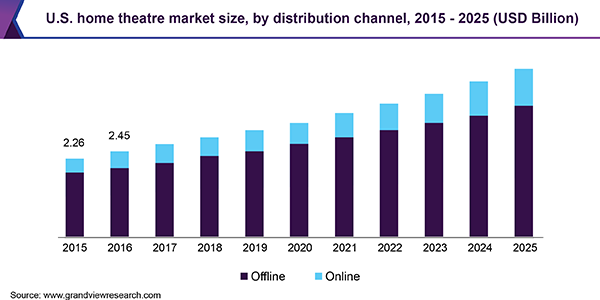 U.S. home theatre market size, by distribution channel, 2015 - 2025 (USD Billion)
2.26
2.45
2015 2016 2017 2018 2019 2020 2021 2022 2023 2024 2025
Offline Online
Source: www.grandviewresearch.com